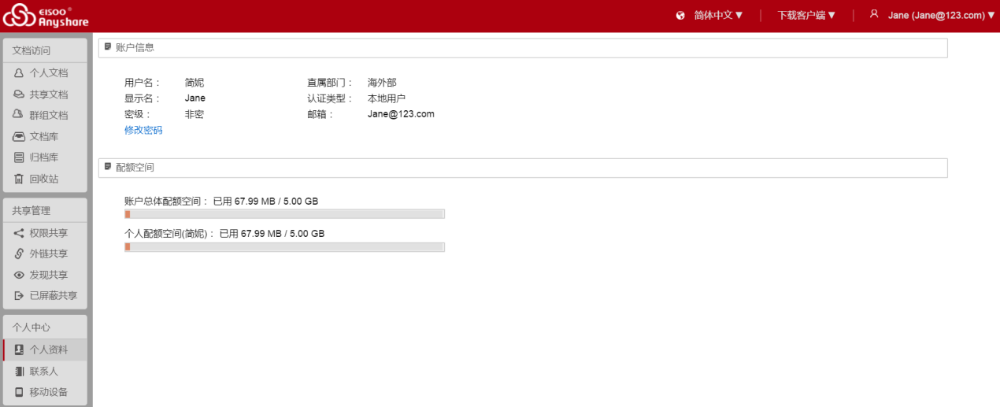 EISOO®
Anyshare
简体中文▼ 下载客户端▼ Jane (Jane@123.com)▼
文档访问
个人文档
共享文档
群组文档
文档库
归档库
回收站
共享管理
权限共享
外链共享
发现共享
已屏蔽共享
个人中心
个人资料
联系人
移动设备
账户信息
用户名： 简妮 直属部门： 海外部
显示名： Jane 认证类型： 本地用户
密级： 非密 邮箱： Jane@123.com
修改密码
配额空间
账户总体配额空间： 已用 67.99 MB / 5.00 GB
个人配额空间(简妮)： 已用 67.99 MB / 5.00 GB